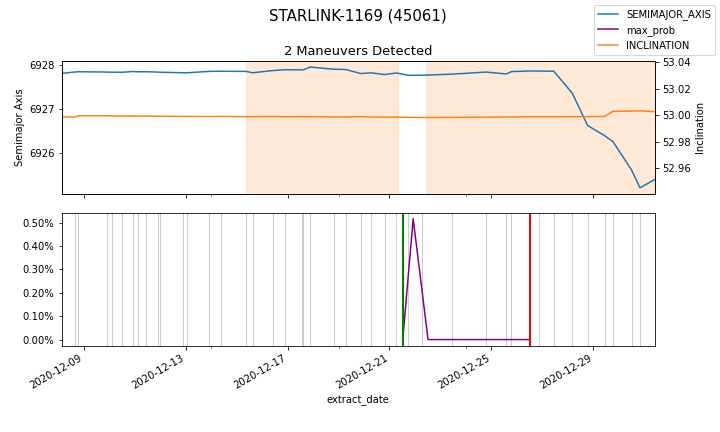 STARLINK-1169 (45061)
SEMIMAJOR_AXIS
max_prob
INCLINATION
2 Maneuvers Detected
6928
6927
6926
Semimajor Axis
53.04
53.02
53.00
52.98
52.96
Inclination
0.50%
0.40%
0.30%
0.20%
0.10%
0.00%
2020-12-09
2020-12-13
2020-12-17
2020-12-21
2020-12-25
2020-12-29
extract_date